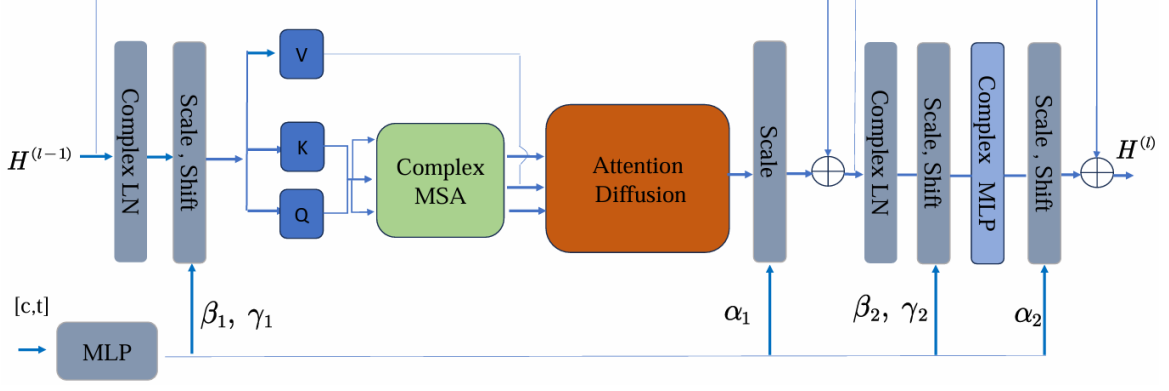 H^(l−1)
Complex LN
Scale , Shift
V
K
Q
Complex
MSA
Attention
Diffusion
Scale
Complex LN
Scale, Shift
Complex MLP
Scale , Shift
H^(l)
[c,t]
MLP
β₁, γ₁
α₁
β₂, γ₂
α₂